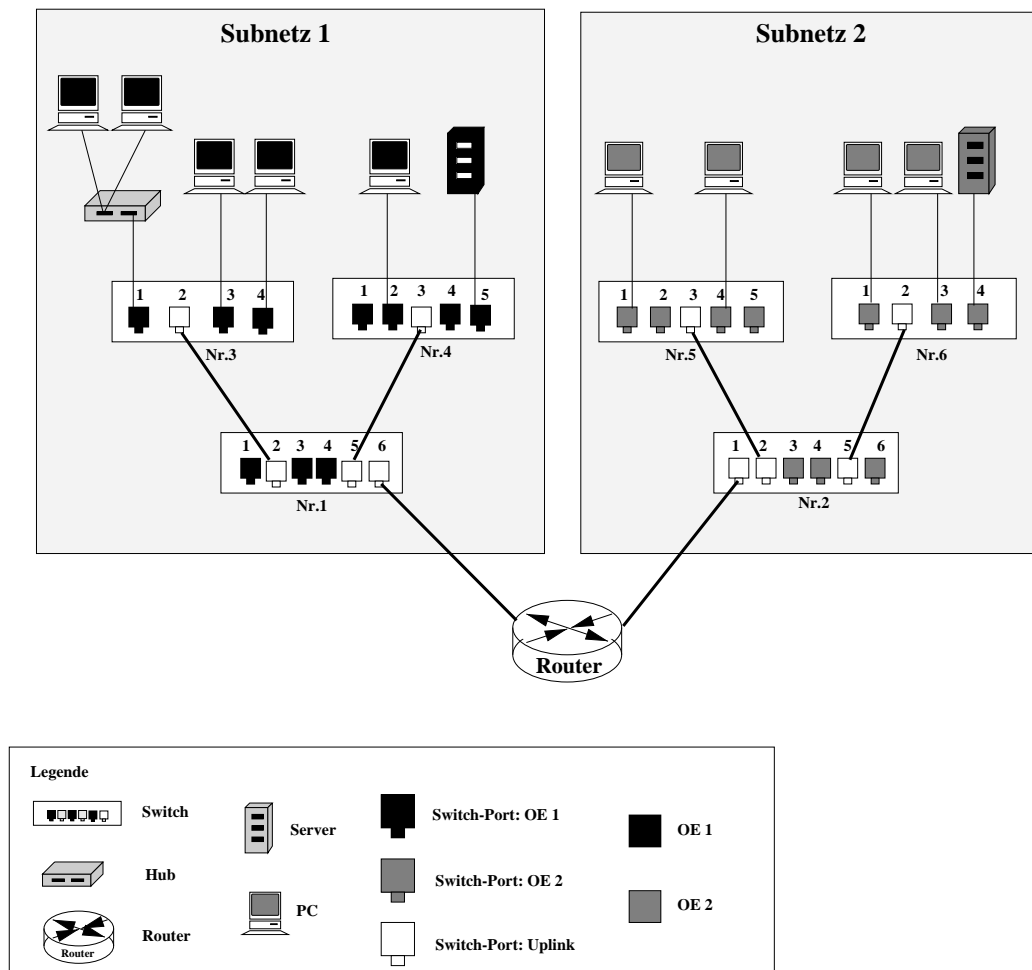 Subnetz 1
Subnetz 2
1 2 3 4
1 2 3 4 5
1 2 3 4 5
1 2 3 4
Nr.3
Nr.4
Nr.5
Nr.6
1 2 3 4 5 6
1 2 3 4 5 6
Nr.1
Nr.2
Router
Legende
Switch
Server
Switch-Port: OE 1
OE 1
Hub
Switch-Port: OE 2
OE 2
PC
Router
Router
Switch-Port: Uplink